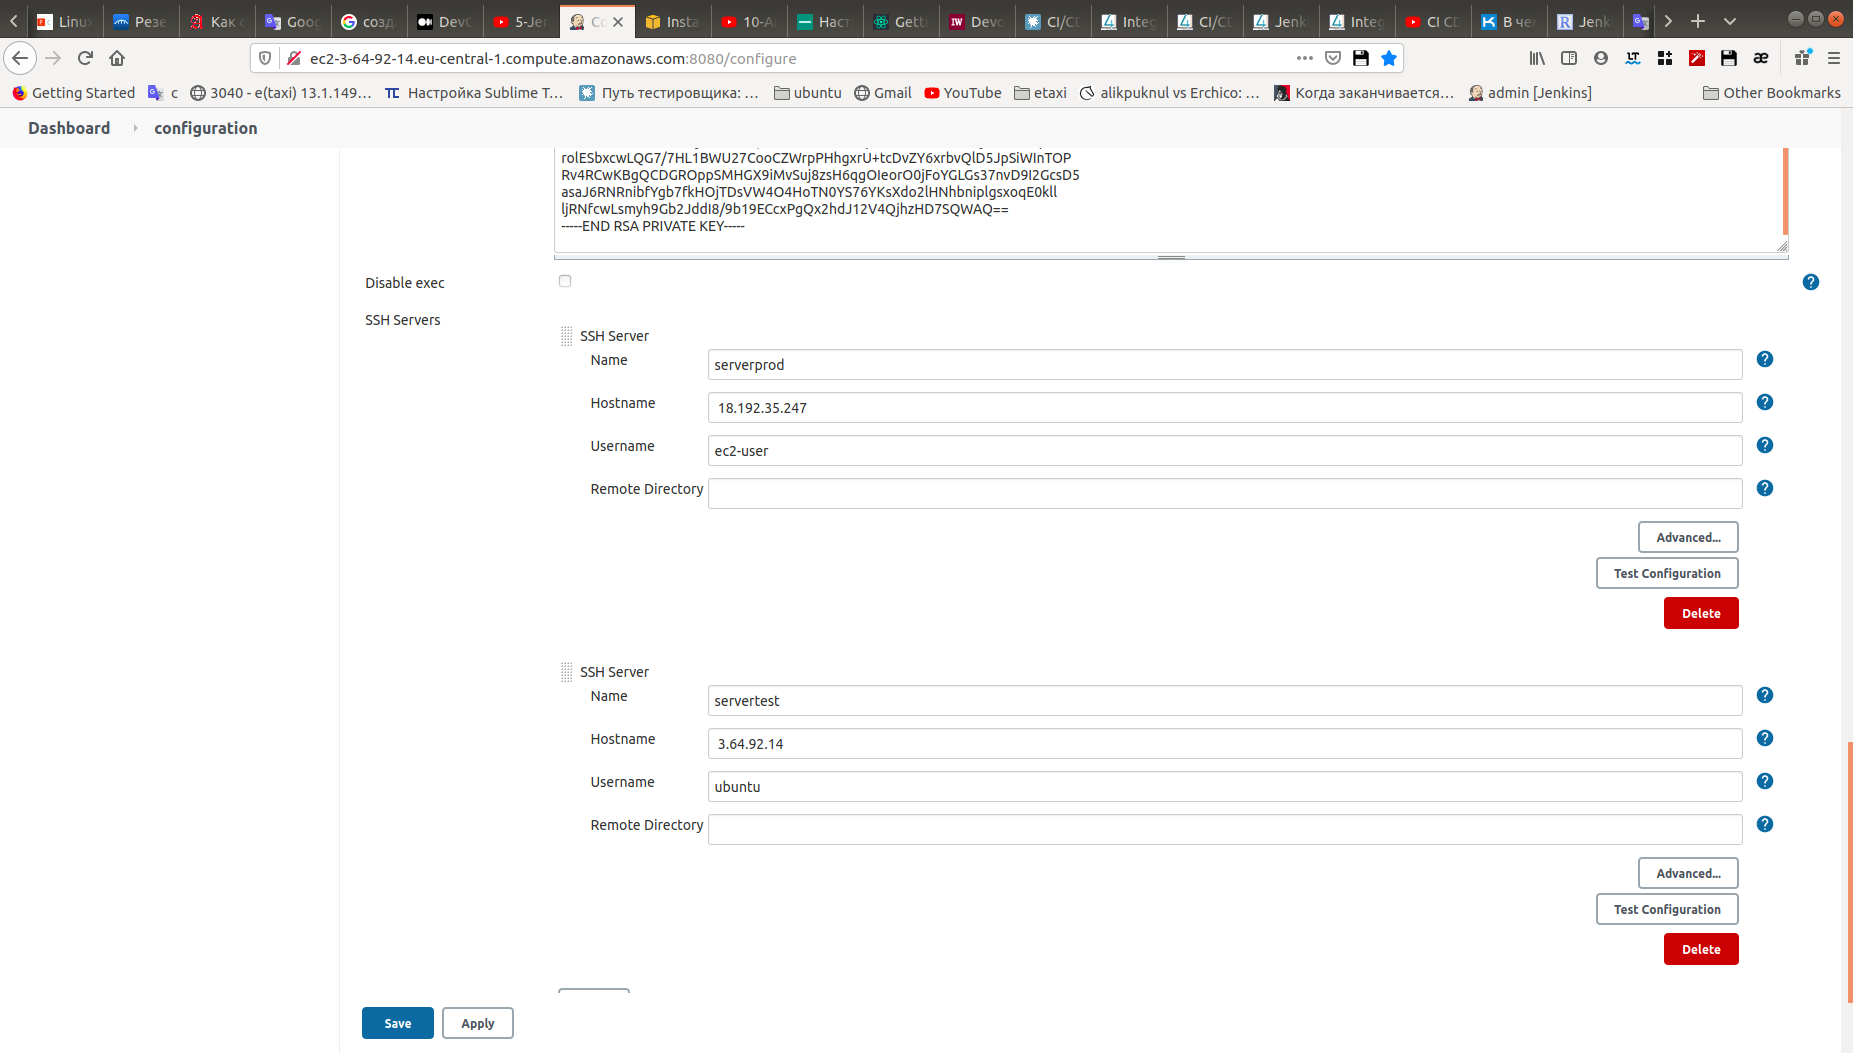 Linux
Резе
Как с
Goog
созд
DevO
5-Jen
Co
Insta
10-A
Наст
Getti
Devo
CI/CD
Integ
CI/CD
Jenk
Integ
CI CD
В чем
Jenk
ec2-3-64-92-14.eu-central-1.compute.amazonaws.com:8080/configure
Getting Started
с
3040 - e(taxi) 13.1.149...
Настройка Sublime T...
Путь тестировщика: ...
ubuntu
Gmail
YouTube
etaxi
alikpuknul vs Erchico: ...
Когда заканчивается...
admin [Jenkins]
Other Bookmarks
Dashboard
configuration
rolESbxcwLQG7/7HL1BWU27CooCZWrpPHhgxrU+tcDvZY6xrbvQlD5JpSiWInTOP
Rv4RCwKBgQCDGROppSMHGX9iMvSuj8zsH6qgOIeorO0jFoYGLGs37nvD9I2GcsD5
asaJ6RNRnibfYgb7fkHOjTDsVW4O4HoTN0YS76YKsXdo2lHNhbniplgsxoqE0kll
ljRNfcwLsmyh9Gb2JddI8/9b19ECcxPgQx2hdJ12V4QjhzHD7SQWAQ==
-----END RSA PRIVATE KEY-----
Disable exec
SSH Servers
SSH Server
Name
serverprod
Hostname
18.192.35.247
Username
ec2-user
Remote Directory
Advanced...
Test Configuration
Delete
SSH Server
Name
servertest
Hostname
3.64.92.14
Username
ubuntu
Remote Directory
Advanced...
Test Configuration
Delete
Save
Apply